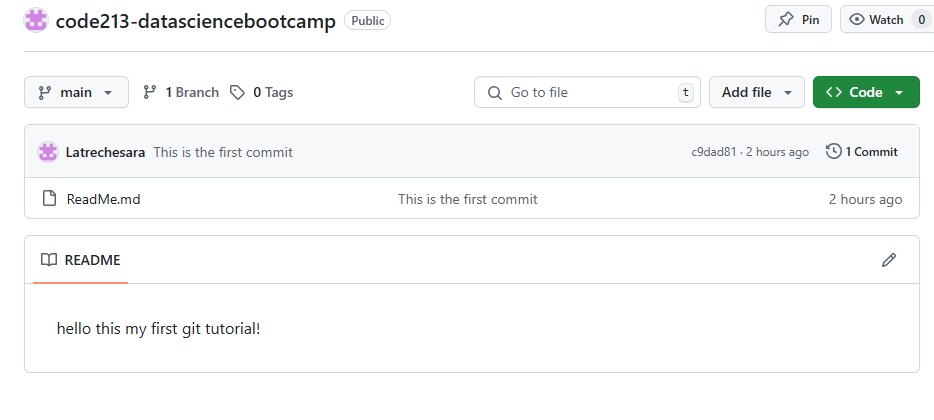 code213-datasciencebootcamp Public Pin Watch 0
main 1 Branch 0 Tags Go to file t Add file Code
Latrechesara This is the first commit c9dad81 · 2 hours ago 1 Commit
ReadMe.md This is the first commit 2 hours ago
README
hello this my first git tutorial!